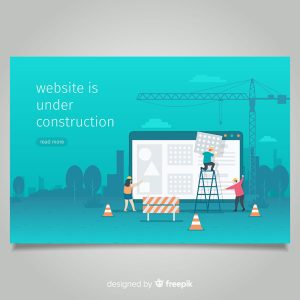 website is
under
construction
read more
designed by freepik